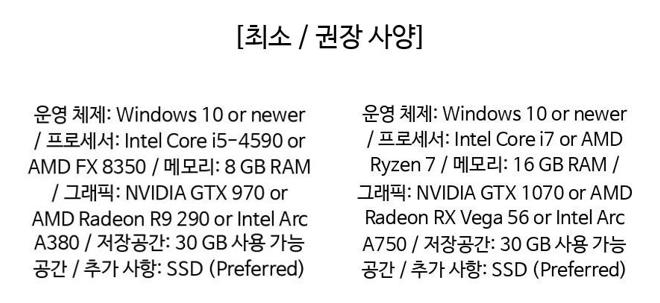 [최소 / 권장 사양]
운영 체제: Windows 10 or newer
/ 프로세서: Intel Core i5-4590 or
AMD FX 8350 / 메모리: 8 GB RAM
/ 그래픽: NVIDIA GTX 970 or
AMD Radeon R9 290 or Intel Arc
A380 / 저장공간: 30 GB 사용 가능
공간 / 추가 사항: SSD (Preferred)
운영 체제: Windows 10 or newer
/ 프로세서: Intel Core i7 or AMD
Ryzen 7 / 메모리: 16 GB RAM /
그래픽: NVIDIA GTX 1070 or AMD
Radeon RX Vega 56 or Intel Arc
A750 / 저장공간: 30 GB 사용 가능
공간 / 추가 사항: SSD (Preferred)